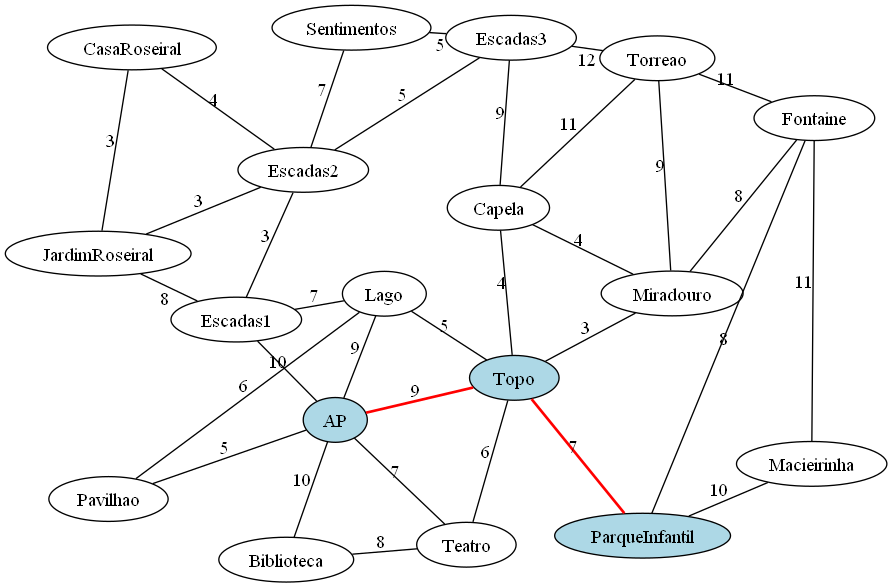 Sentimentos
Escadas3
CasaRoseiral
5
12
Torreao
11
7
5
4
9
11
Fontaine
3
Escadas2
9
8
3
Capela
3
4
JardimRoseiral
8
7
Lago
4
Miradouro
11
Escadas1
5
3
8
10
9
6
Topo
9
AP
5
6
7
7
10
Macieirinha
Pavilhao
10
8
Teatro
ParqueInfantil
Biblioteca